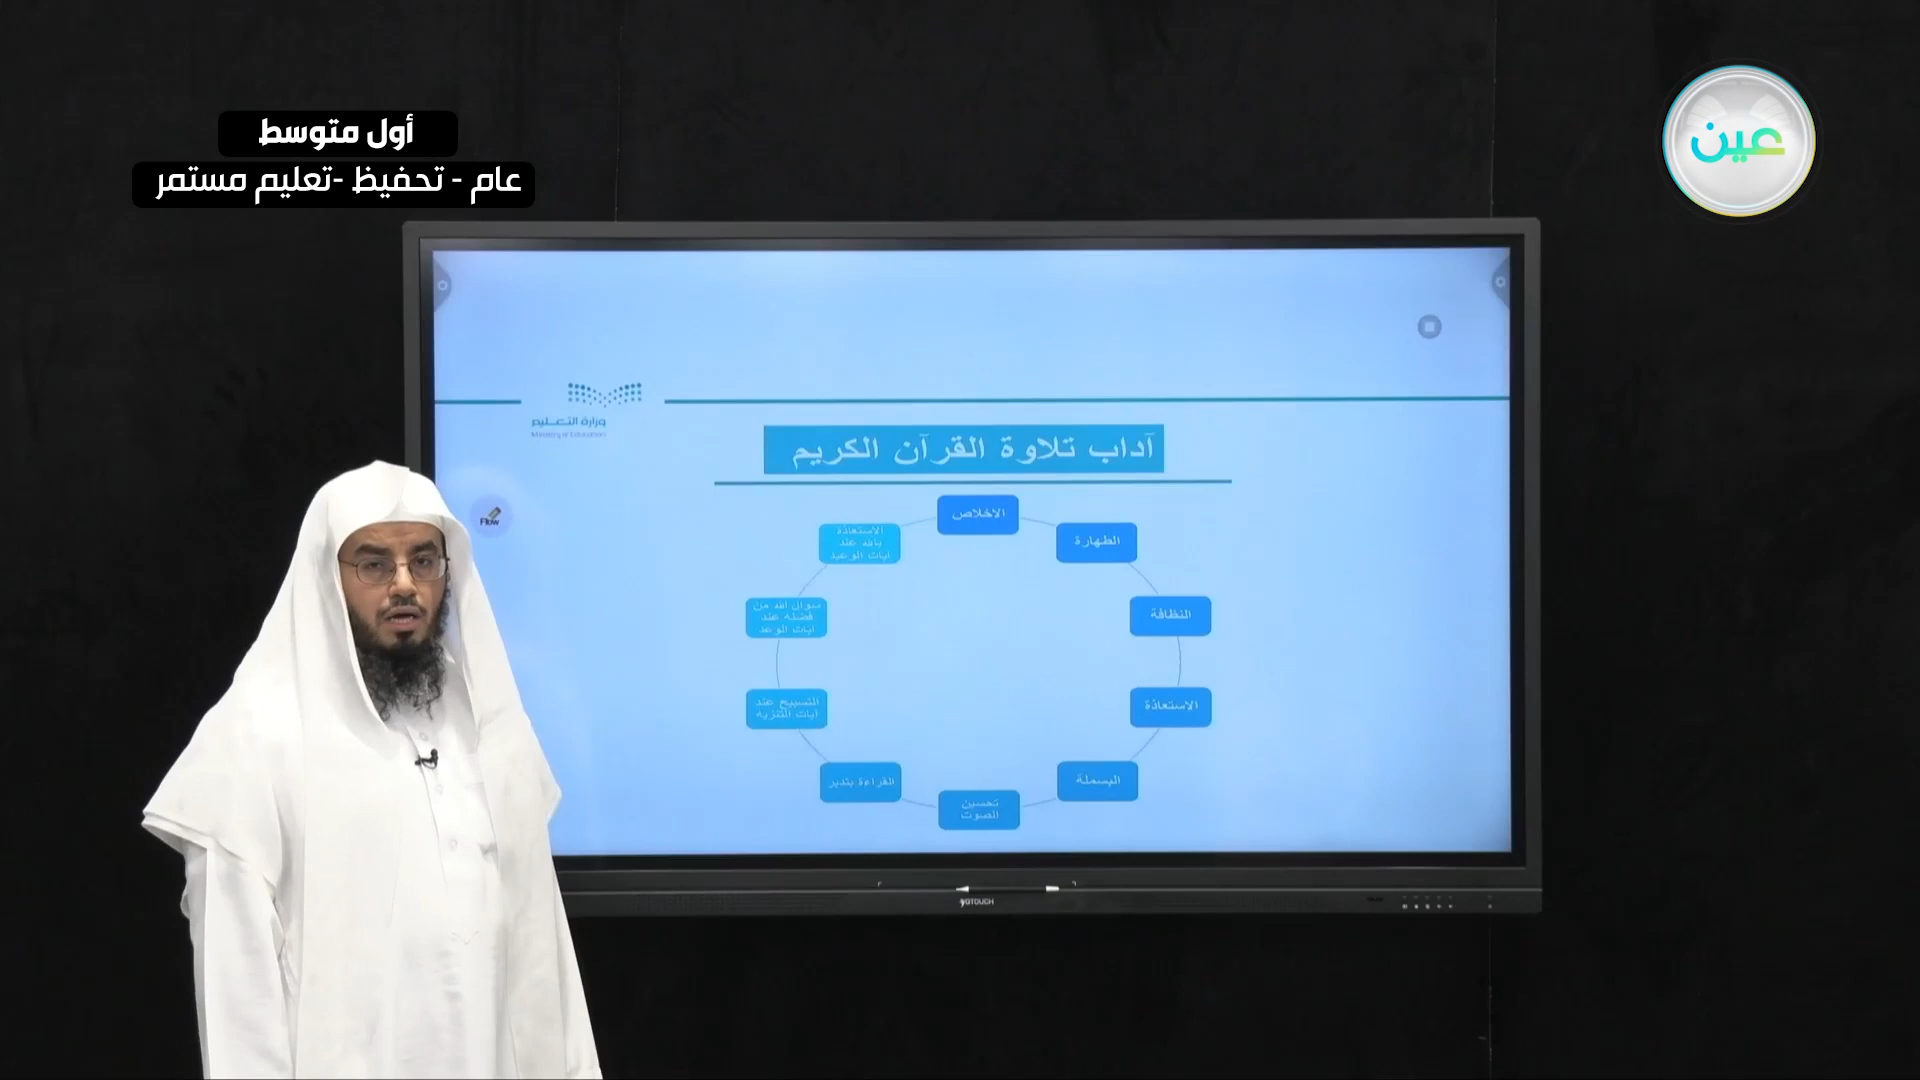 أول متوسط
عام - تحفيظ -تعليم مستمر
عين
وزارة التعليم
Ministry of Education
آداب تلاوة القرآن الكريم
الاخلاص
الطهارة
النظافة
الاستعاذة
البسملة
تحسين
الصوت
القراءة بتدبر
التسبيح عند
آيات التنزيه
سؤال الله من
فضله عند
آيات الوعد
الاستعاذة
بالله عند
آيات الوعيد
Flow